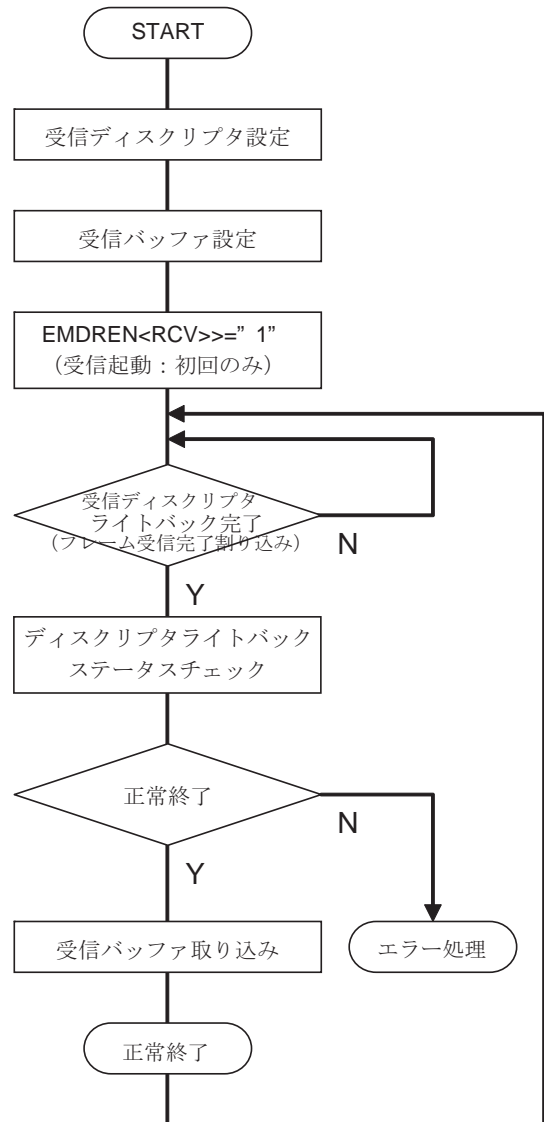 START
受信ディスクリプタ設定
受信バッファ設定
EMDREN<RCV>>=” 1”
（受信起動：初回のみ）
受信ディスクリプタ
ライトバック完了
（フレーム受信完了割り込み）
N
Y
ディスクリプタライトバック
ステータスチェック
正常終了
N
Y
受信バッファ取り込み
エラー処理
正常終了